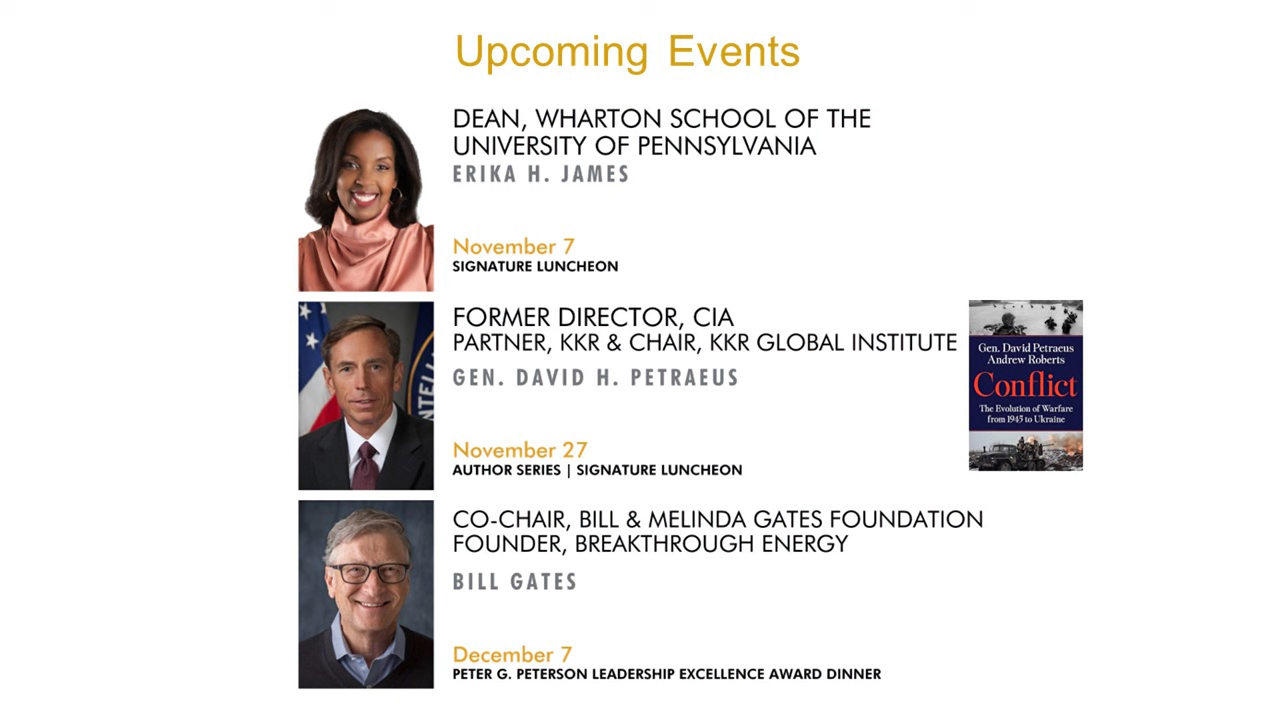 Upcoming Events
DEAN, WHARTON SCHOOL OF THE
UNIVERSITY OF PENNSYLVANIA
ERIKA H. JAMES
November 7
SIGNATURE LUNCHEON
FORMER DIRECTOR, CIA
PARTNER, KKR & CHAIR, KKR GLOBAL INSTITUTE
GEN. DAVID H. PETRAEUS
November 27
AUTHOR SERIES | SIGNATURE LUNCHEON
Gen. David Petraeus
Andrew Roberts
Conflict
The Evolution of Warfare
from 1945 to Ukraine
CO-CHAIR, BILL & MELINDA GATES FOUNDATION
FOUNDER, BREAKTHROUGH ENERGY
BILL GATES
December 7
PETER G. PETERSON LEADERSHIP EXCELLENCE AWARD DINNER